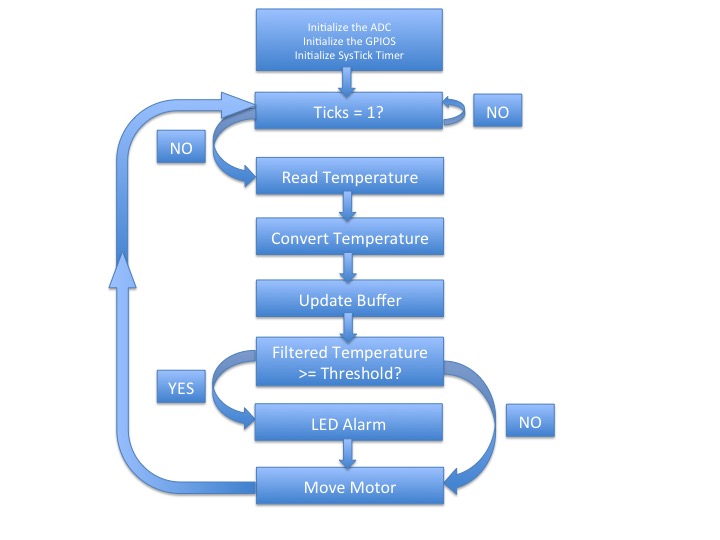 Initialize the ADC
Initialize the GPIOS
Initialize SysTick Timer
Ticks = 1?
NO
NO
Read Temperature
Convert Temperature
Update Buffer
Filtered Temperature
>= Threshold?
YES
LED Alarm
NO
Move Motor